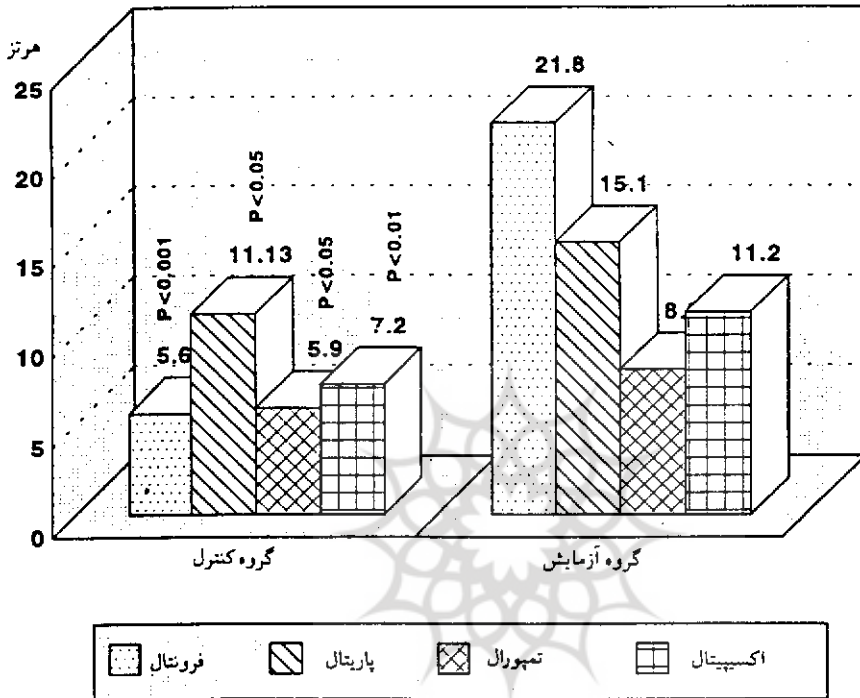 هرتز
25
20
15
10
5
0
P<0,001
5.6
P<0.05
11.13
P<0.05
5.9
P<0.01
7.2
21.8
15.1
8
11.2
گروه کنترل
گروه آزمایش
فرونتال
پاریتال
تمپورال
اکسیپیتال